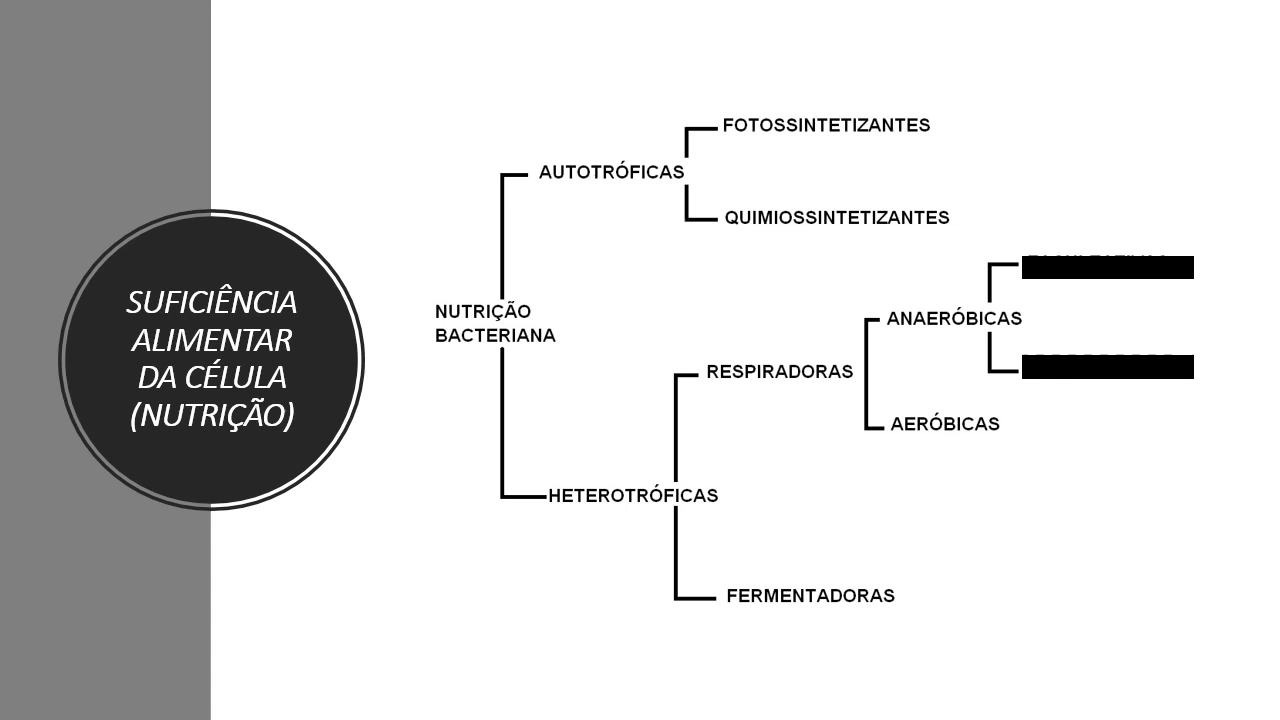 SUFICIÊNCIA
ALIMENTAR
DA CÉLULA
(NUTRIÇÃO)
NUTRIÇÃO
BACTERIANA
AUTOTRÓFICAS
FOTOSSINTETIZANTES
QUIMIOSSINTETIZANTES
HETEROTRÓFICAS
RESPIRADORAS
ANAERÓBICAS
AERÓBICAS
FERMENTADORAS